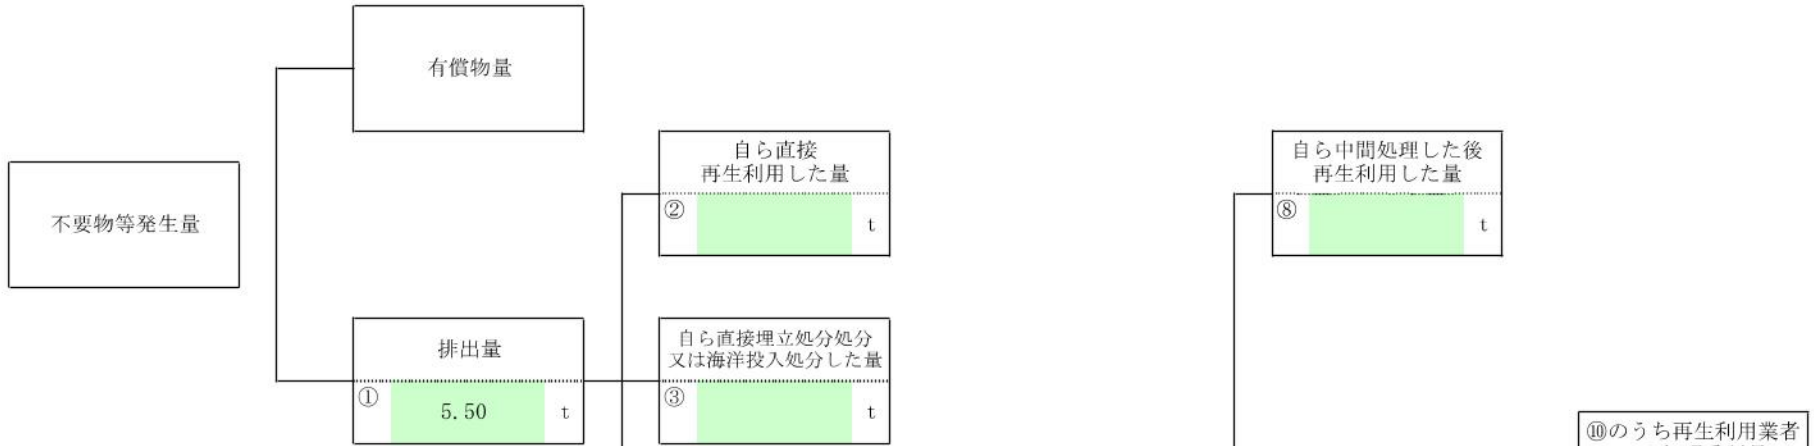 有償物量
自ら直接
再生利用した量
② t
自ら中間処理した後
再生利用した量
⑧ t
不要物等発生量
排出量
① 5.50 t
自ら直接埋立処分処分
又は海洋投入処分した量
③ t
⑩のうち再生利用業者